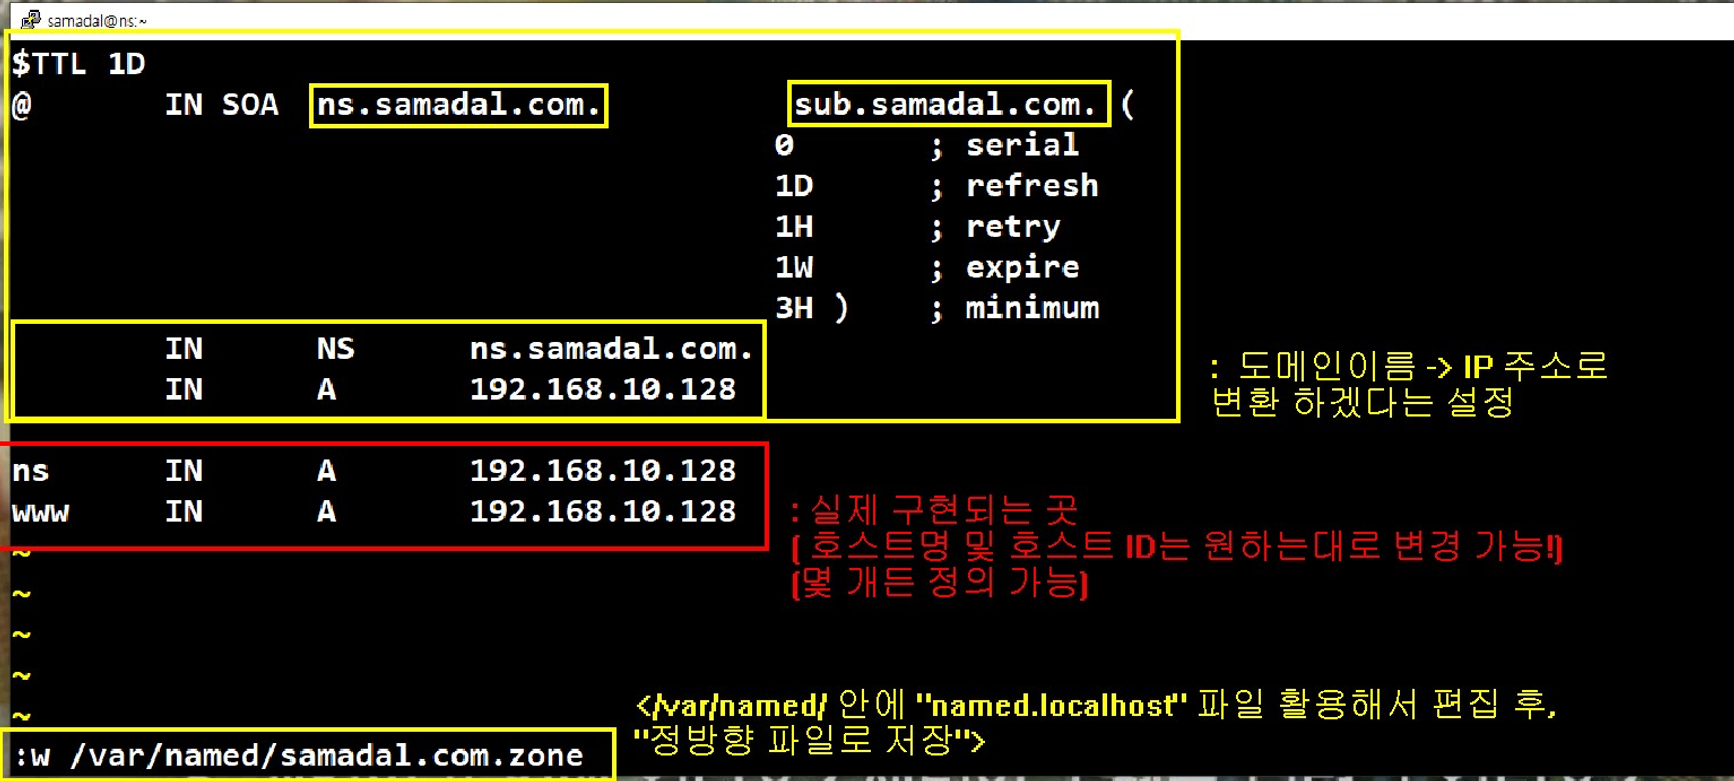 samadal@ns:~
$TTL 1D
@ IN SOA ns.samadal.com. sub.samadal.com. (
0 ; serial
1D ; refresh
1H ; retry
1W ; expire
3H ) ; minimum
IN NS ns.samadal.com.
IN A 192.168.10.128
: 도메인이름 -> IP 주소로
변환 하겠다는 설정
ns IN A 192.168.10.128
www IN A 192.168.10.128
: 실제 구현되는 곳
( 호스트명 및 호스트 ID는 원하는대로 변경 가능!)
(몇 개든 정의 가능)
~
~
~
~
~
</var/named/ 안에 "named.localhost" 파일 활용해서 편집 후,
"정방향 파일로 저장">
:w /var/named/samadal.com.zone